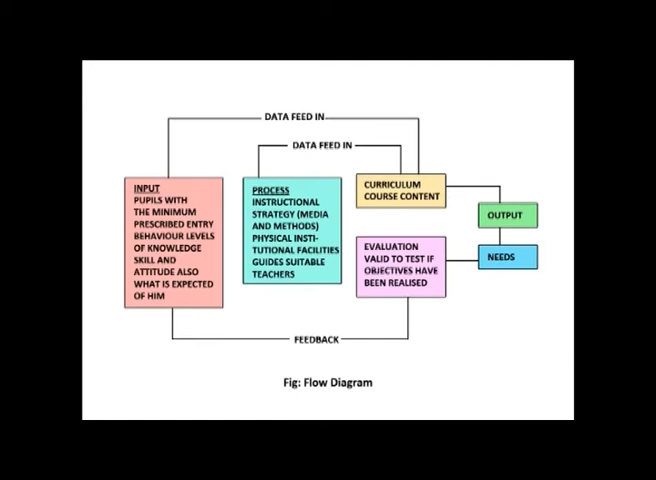 DATA FEED IN
DATA FEED IN
INPUT
PUPILS WITH
THE MINIMUM
PRESCRIBED ENTRY
BEHAVIOUR LEVELS
OF KNOWLEDGE
SKILL AND
ATTITUDE ALSO
WHAT IS EXPECTED
OF HIM
PROCESS
INSTRUCTIONAL
STRATEGY (MEDIA
AND METHODS)
PHYSICAL INSTI-
TUTIONAL FACILITIES
GUIDES SUITABLE
TEACHERS
CURRICULUM
COURSE CONTENT
EVALUATION
VALID TO TEST IF
OBJECTIVES HAVE
BEEN REALISED
OUTPUT
NEEDS
FEEDBACK
Fig: Flow Diagram